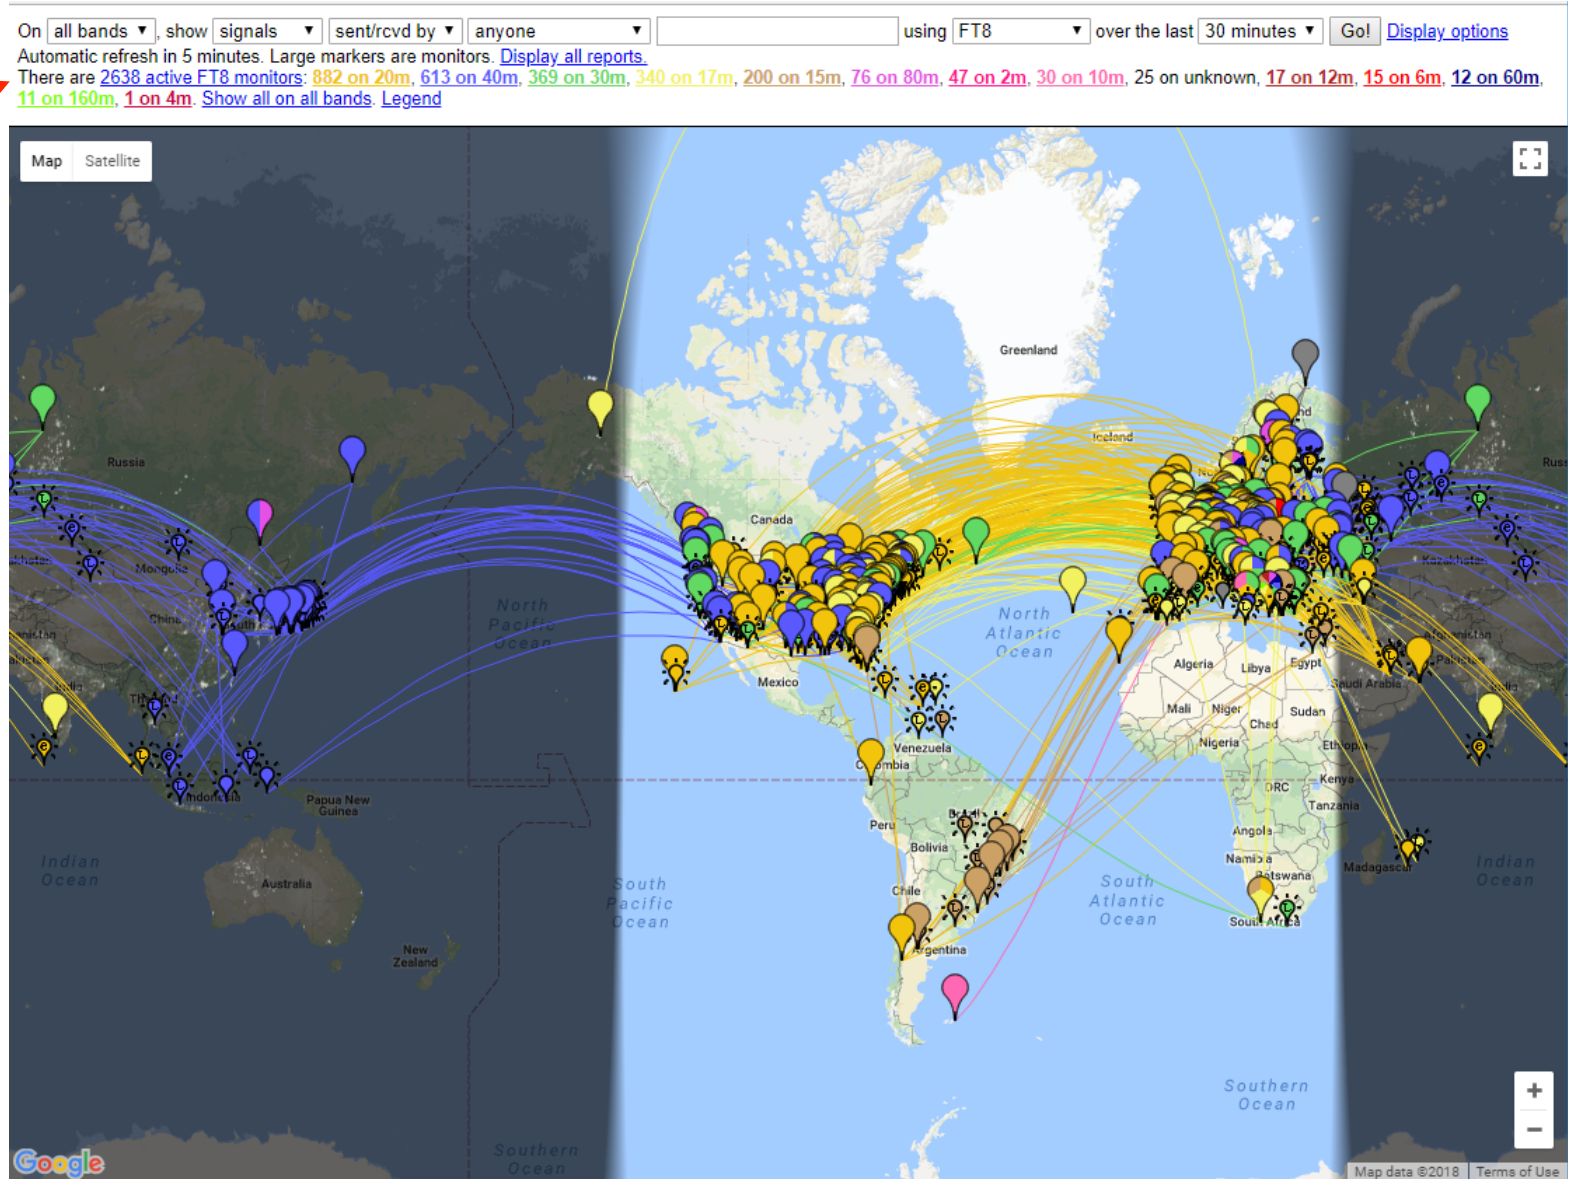 On all bands , show signals sent/rcvd by anyone using FT8 over the last 30 minutes Go! Display options
Automatic refresh in 5 minutes. Large markers are monitors. Display all reports.
There are 2638 active FT8 monitors: 882 on 20m, 613 on 40m, 369 on 30m, 340 on 17m, 200 on 15m, 76 on 80m, 47 on 2m, 30 on 10m, 25 on unknown, 17 on 12m, 15 on 6m, 12 on 60m,
11 on 160m, 1 on 4m. Show all on all bands. Legend
Map Satellite
Greenland
Iceland
Russia
Canada
Mongolia
Kazakhstan
China
North
Pacific
Ocean
North
Atlantic
Ocean
Afghanistan
Pakistan
Algeria
Libya
Egypt
Saudi Arabia
India
India
Mexico
Mali
Niger
Chad
Sudan
Thailand
Venezuela
Colombia
Nigeria
Ethiopia
Kenya
DRC
Indonesia
Papua New
Guinea
Tanzania
Peru
Brazil
Angola
Bolivia
Namibia
Botswana
Madagascar
Indian
Ocean
Australia
South
Pacific
Ocean
Chile
South
Atlantic
Ocean
Indian
Ocean
South Africa
New
Zealand
Argentina
Southern
Ocean
Southern
Ocean
Google
Map data ©2018 Terms of Use